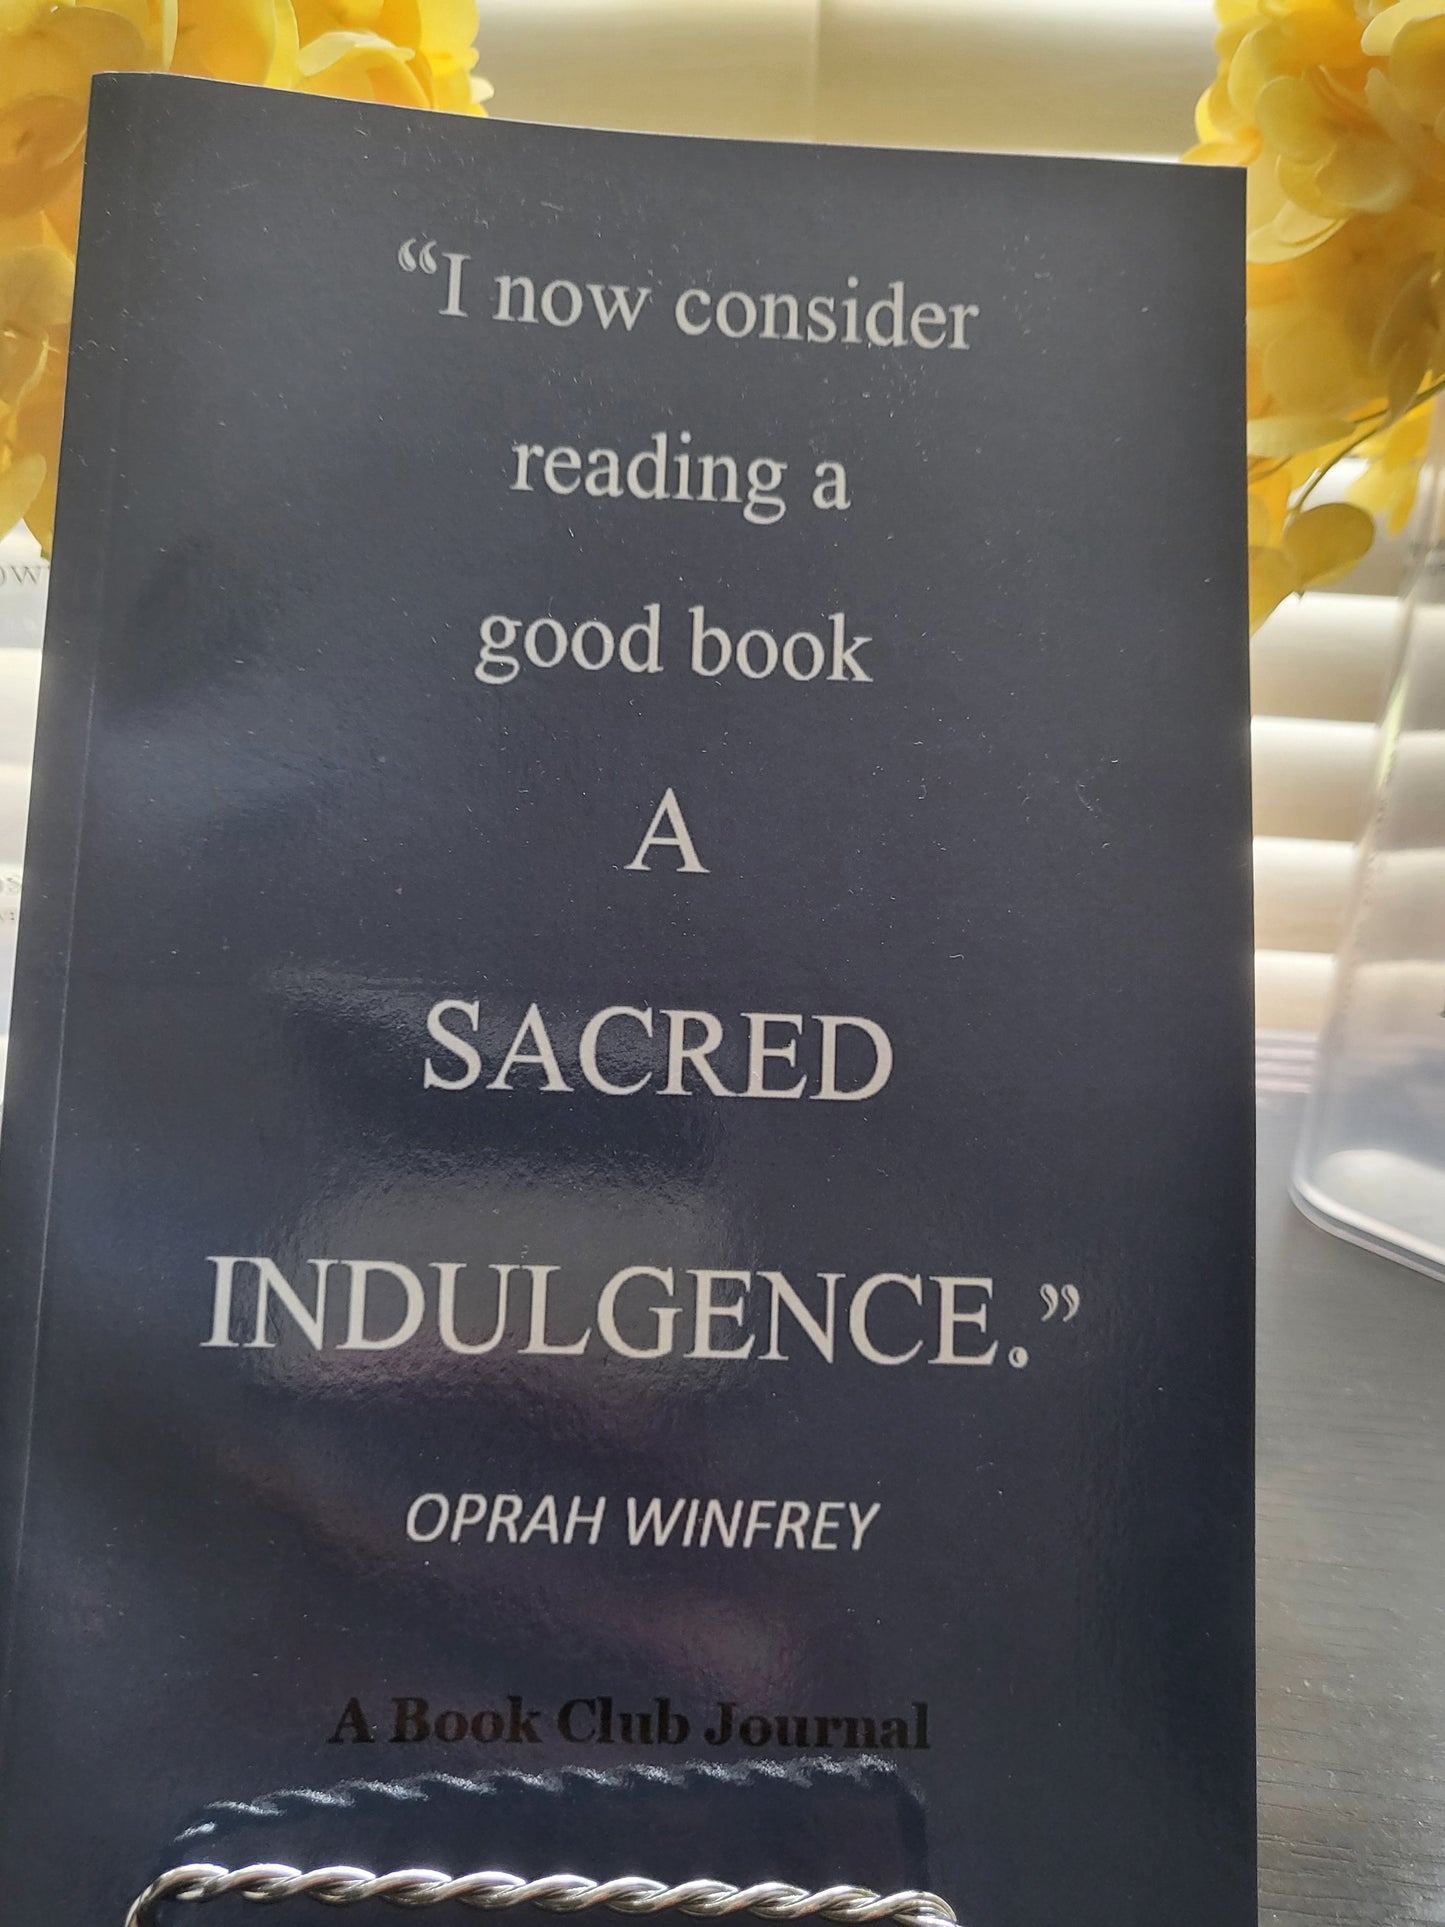 “I now consider
reading a
good book
A
SACRED
INDULGENCE.”
OPRAH WINFREY
A Book Club Journal